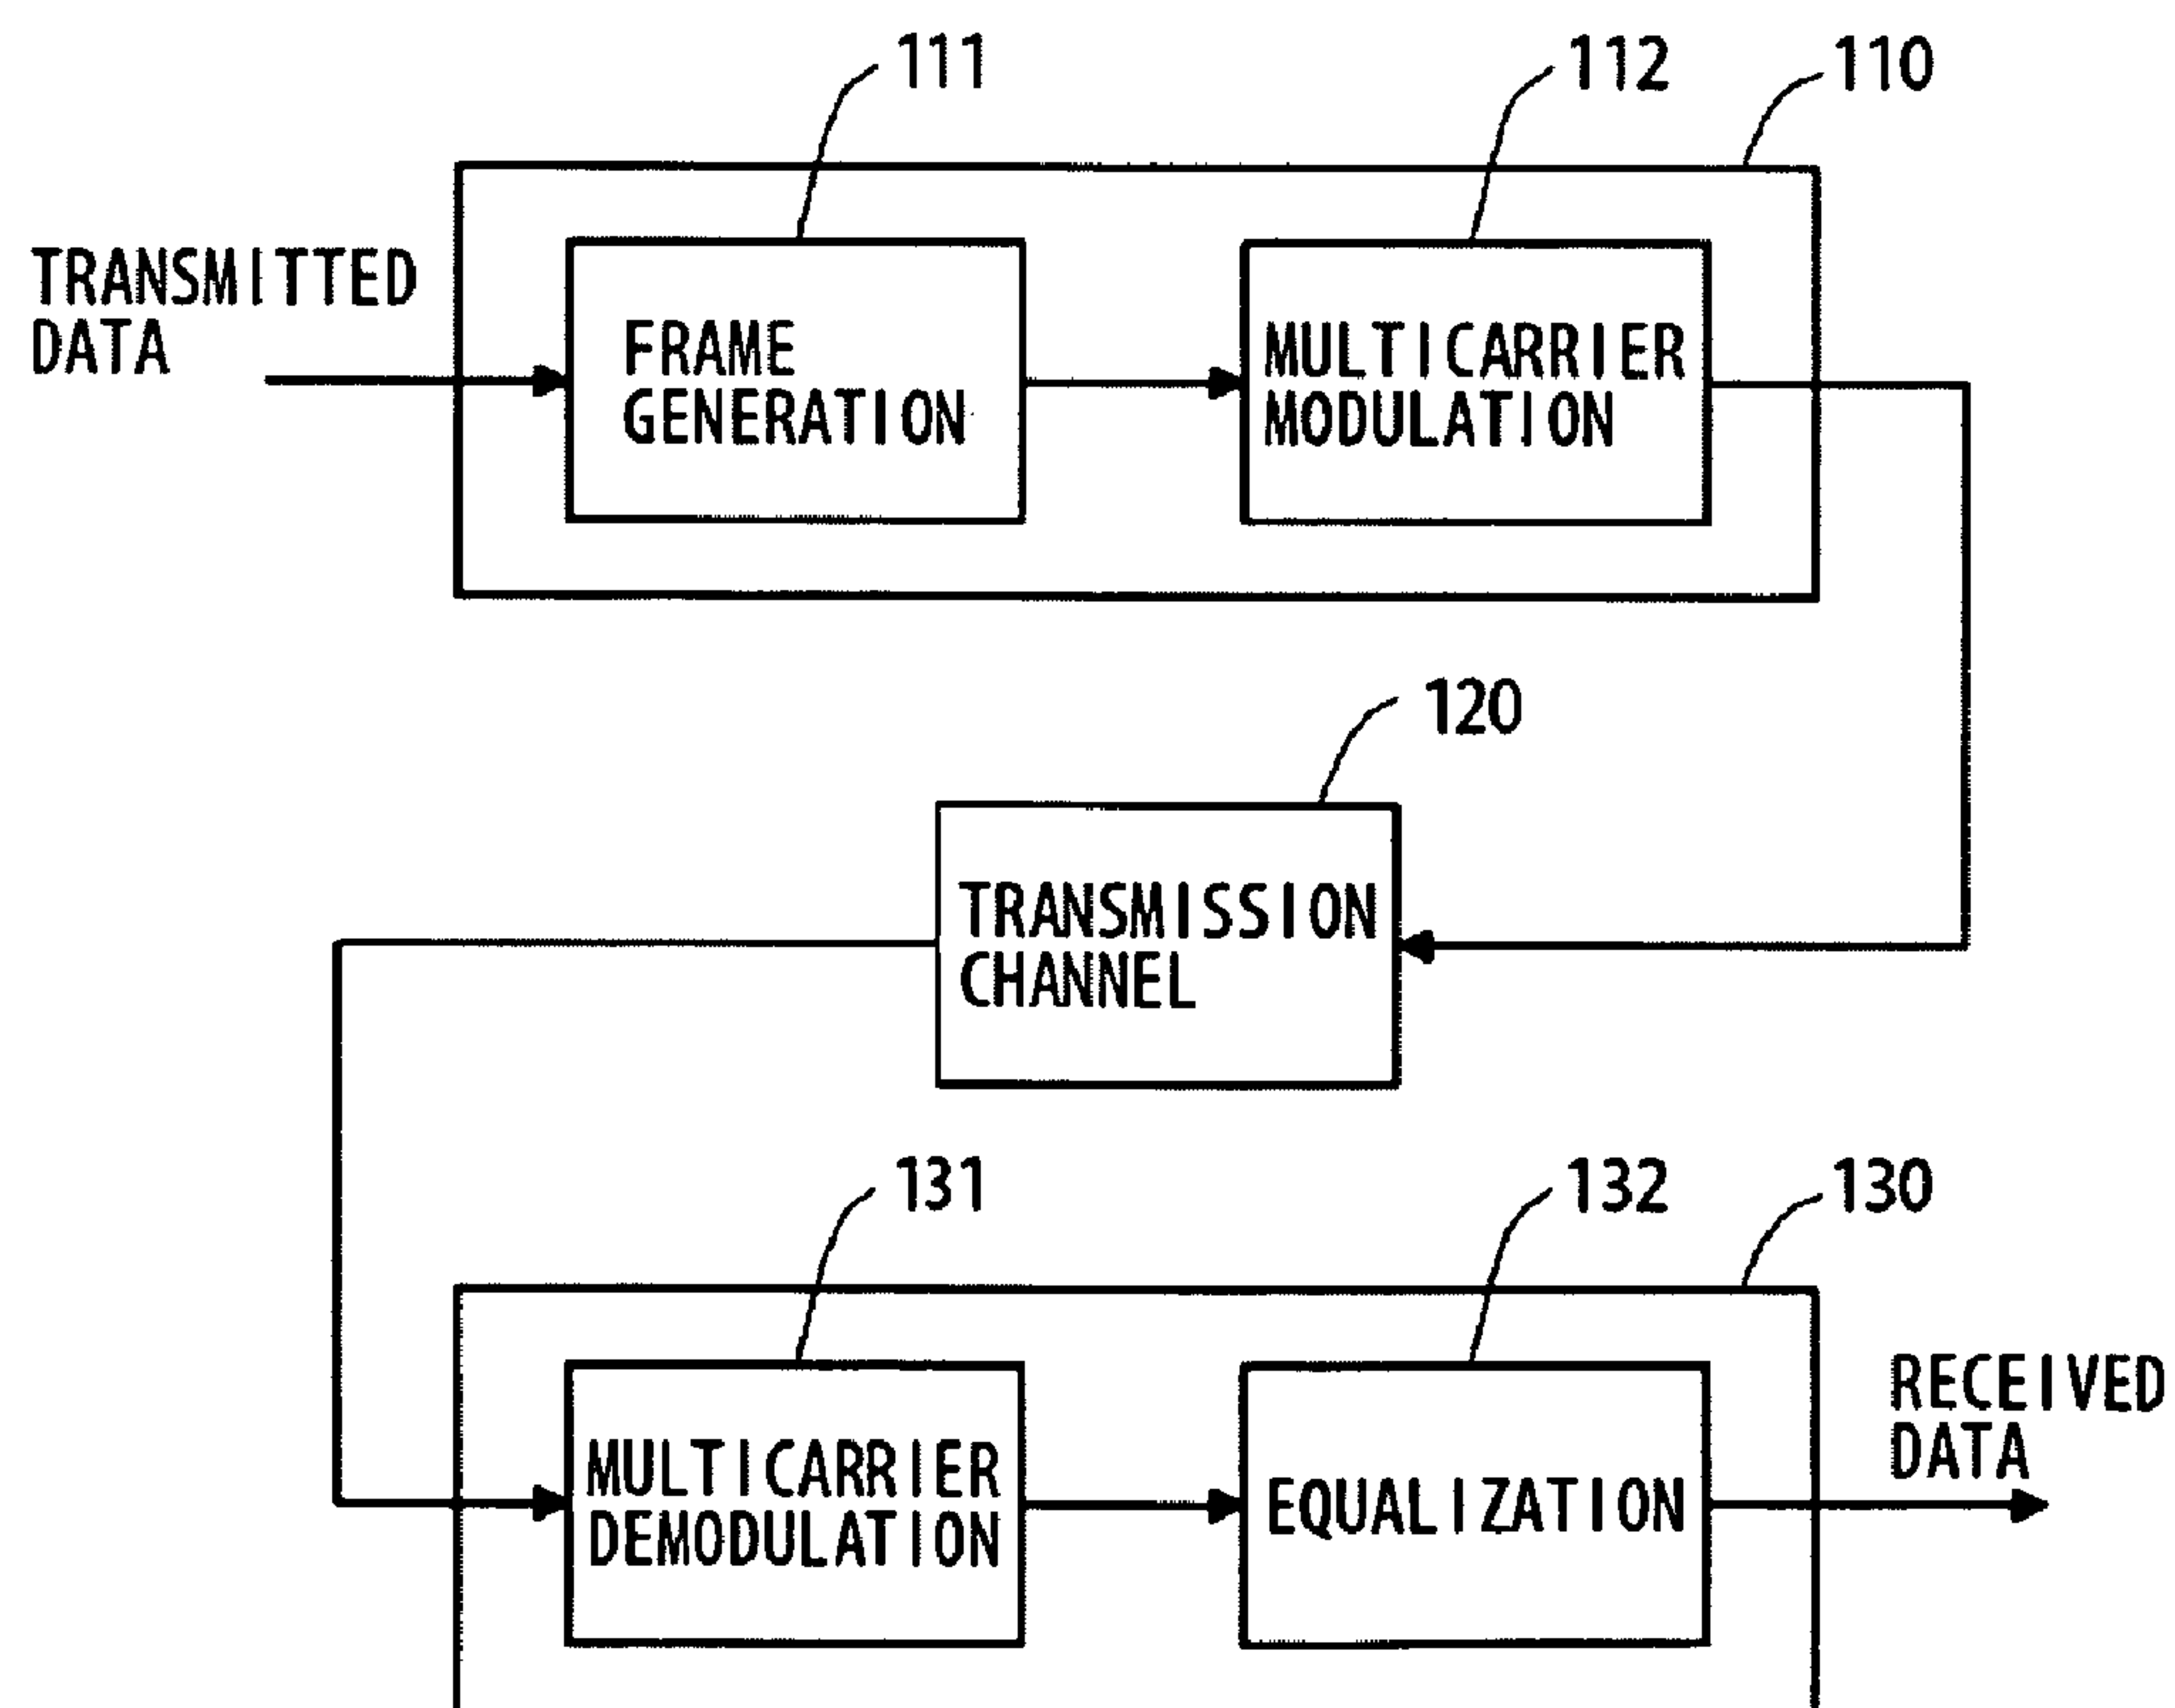 111
112
110
TRANSMITTED
DATA
FRAME
GENERATION
MULTICARRIER
MODULATION
120
TRANSMISSION
CHANNEL
131
132
130
MULTICARRIER
DEMODULATION
EQUALIZATION
RECEIVED
DATA